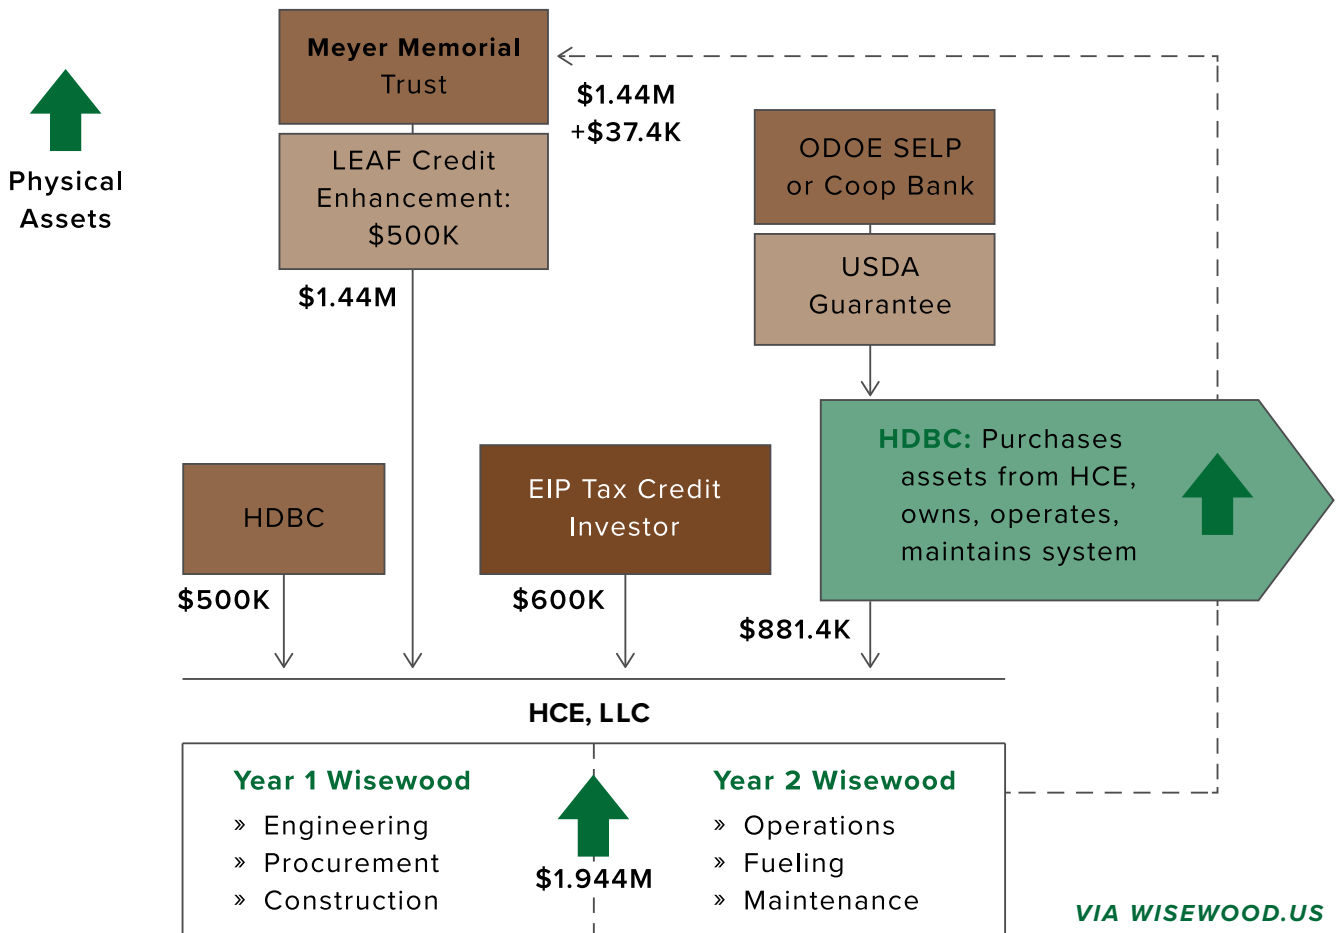 Meyer Memorial
Trust
LEAF Credit
Enhancement:
$500K
$1.44M
+$37.4K
ODOE SELP
or Coop Bank
USDA
Guarantee
Physical
Assets
$1.44M
HDBC: Purchases
assets from HCE,
owns, operates,
maintains system
HDBC
EIP Tax Credit
Investor
$500K
$600K
$881.4K
HCE, LLC
Year 1 Wisewood
» Engineering
» Procurement
» Construction
$1.944M
Year 2 Wisewood
» Operations
» Fueling
» Maintenance
VIA WISEWOOD.US